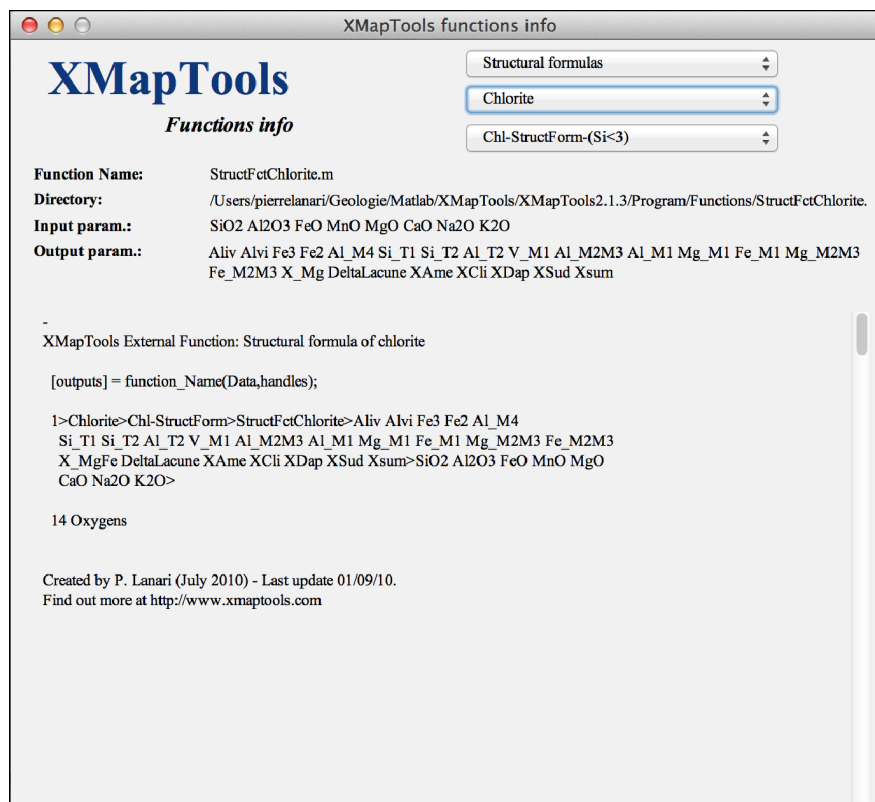 XMapTools functions info
XMapTools
Functions info
Structural formulas
Chlorite
Chl-StructForm-(Si<3)
Function Name: StructFctChlorite.m
Directory: /Users/pierrelanari/Geologie/Matlab/XMapTools/XMapTools2.1.3/Program/Functions/StructFctChlorite.
Input param.: SiO2 Al2O3 FeO MnO MgO CaO Na2O K2O
Output param.: Aliv Alvi Fe3 Fe2 Al_M4 Si_T1 Si_T2 Al_T2 V_M1 Al_M2M3 Al_M1 Mg_M1 Fe_M1 Mg_M2M3
Fe_M2M3 X_Mg DeltaLacune XAme XCli XDap XSud Xsum
-
XMapTools External Function: Structural formula of chlorite
[outputs] = function_Name(Data,handles);
1>Chlorite>Chl-StructForm>StructFctChlorite>Aliv Alvi Fe3 Fe2 Al_M4
Si_T1 Si_T2 Al_T2 V_M1 Al_M2M3 Al_M1 Mg_M1 Fe_M1 Mg_M2M3 Fe_M2M3
X_MgFe DeltaLacune XAme XCli XDap XSud Xsum>SiO2 Al2O3 FeO MnO MgO
CaO Na2O K2O>
14 Oxygens
Created by P. Lanari (July 2010) - Last update 01/09/10.
Find out more at http://www.xmaptools.com